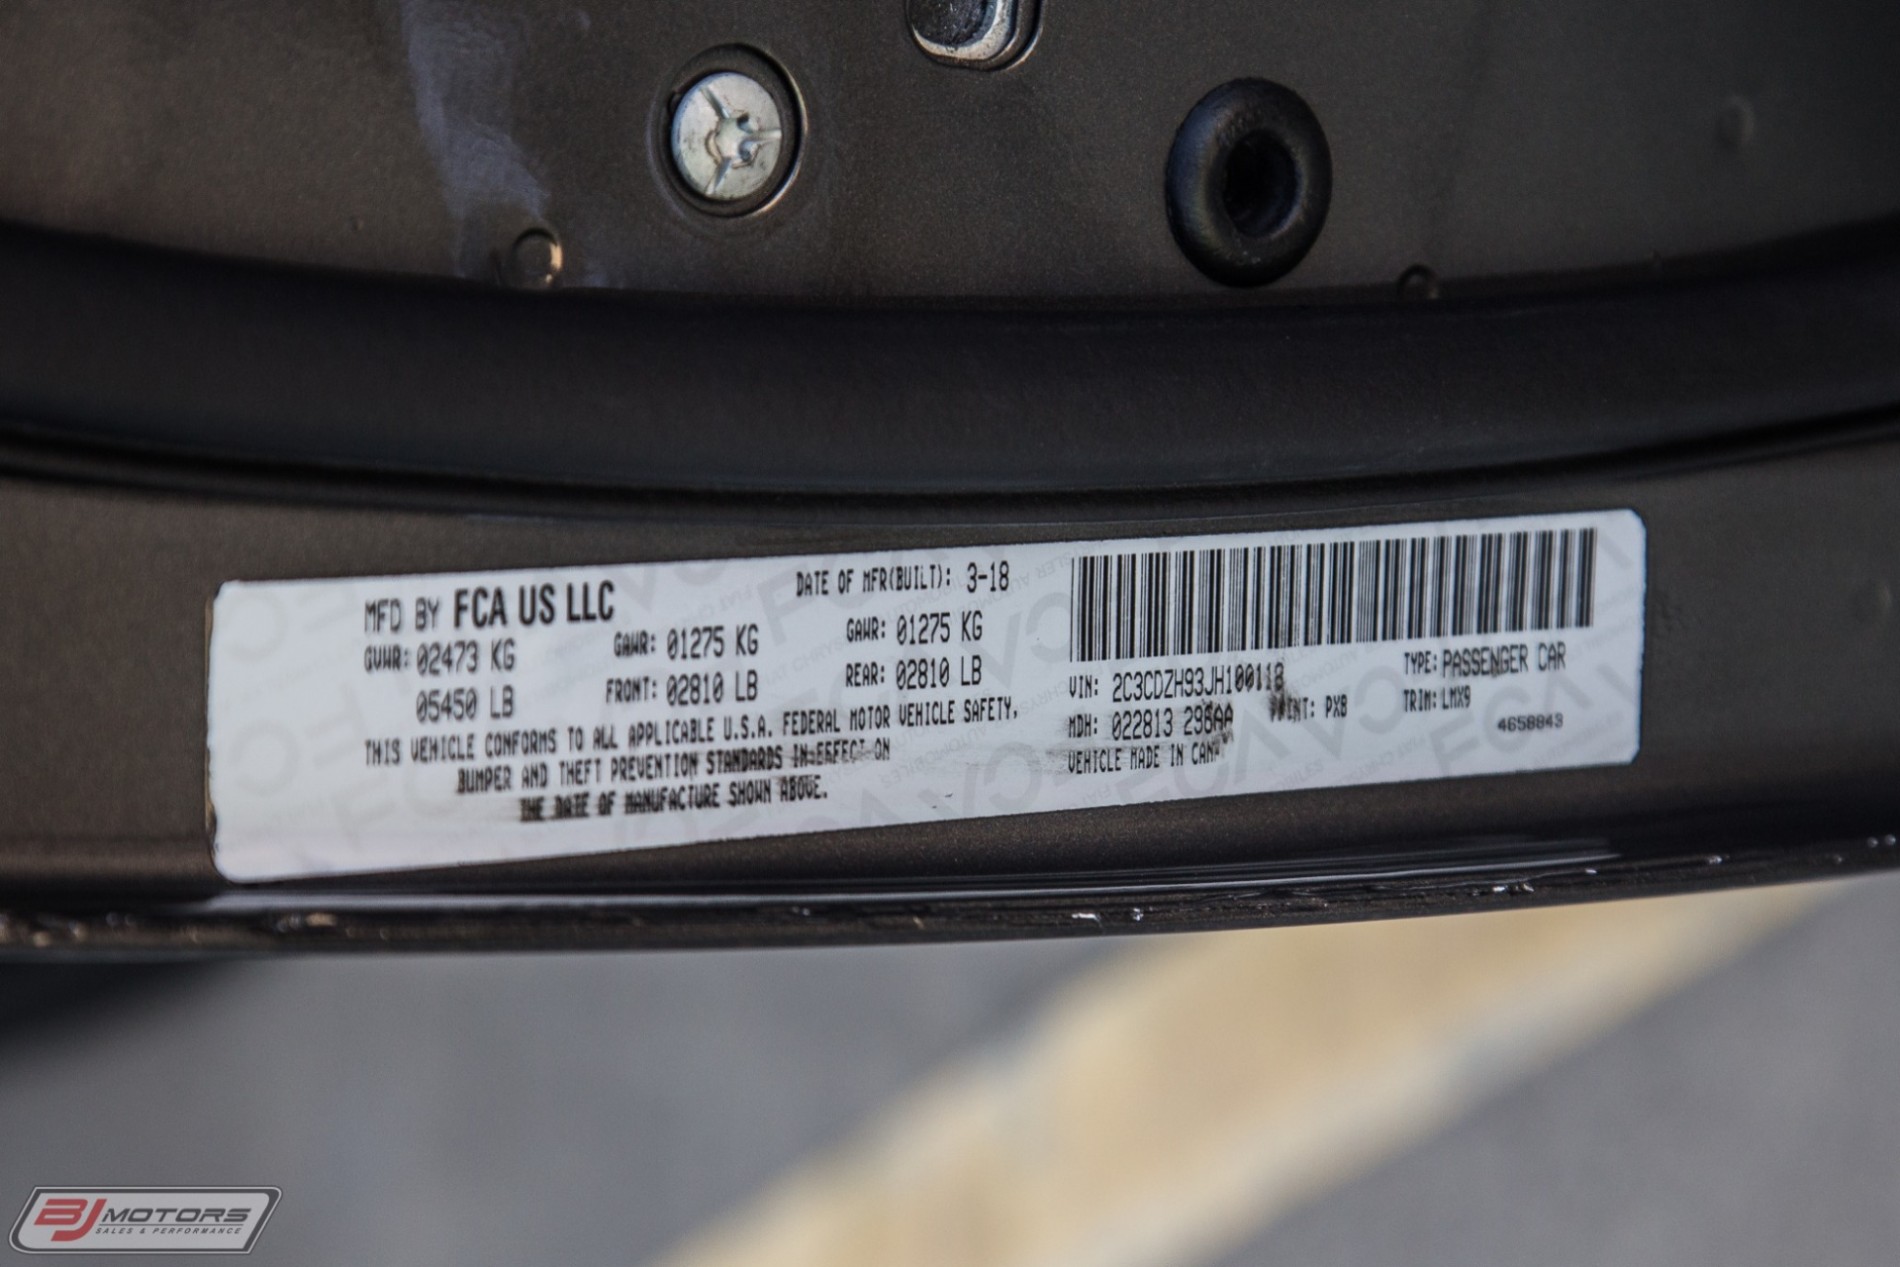 MFD BY FCA US LLC
DATE OF MFR(BUILT): 3-18
GVWR: 02473 KG GAWR: 01275 KG GAWR: 01275 KG
05450 LB FRONT: 02810 LB REAR: 02810 LB
THIS VEHICLE CONFORMS TO ALL APPLICABLE U.S.A. FEDERAL MOTOR VEHICLE SAFETY,
BUMPER AND THEFT PREVENTION STANDARDS IN EFFECT ON
THE DATE OF MANUFACTURE SHOWN ABOVE.
VIN: 2C3CDZH93JH100118 TYPE: PASSENGER CAR
MDH: 022813 298AA PAINT: PX8 TRIM: LMX9
VEHICLE MADE IN
4658843
BJ MOTORS
SALES & PERFORMANCE